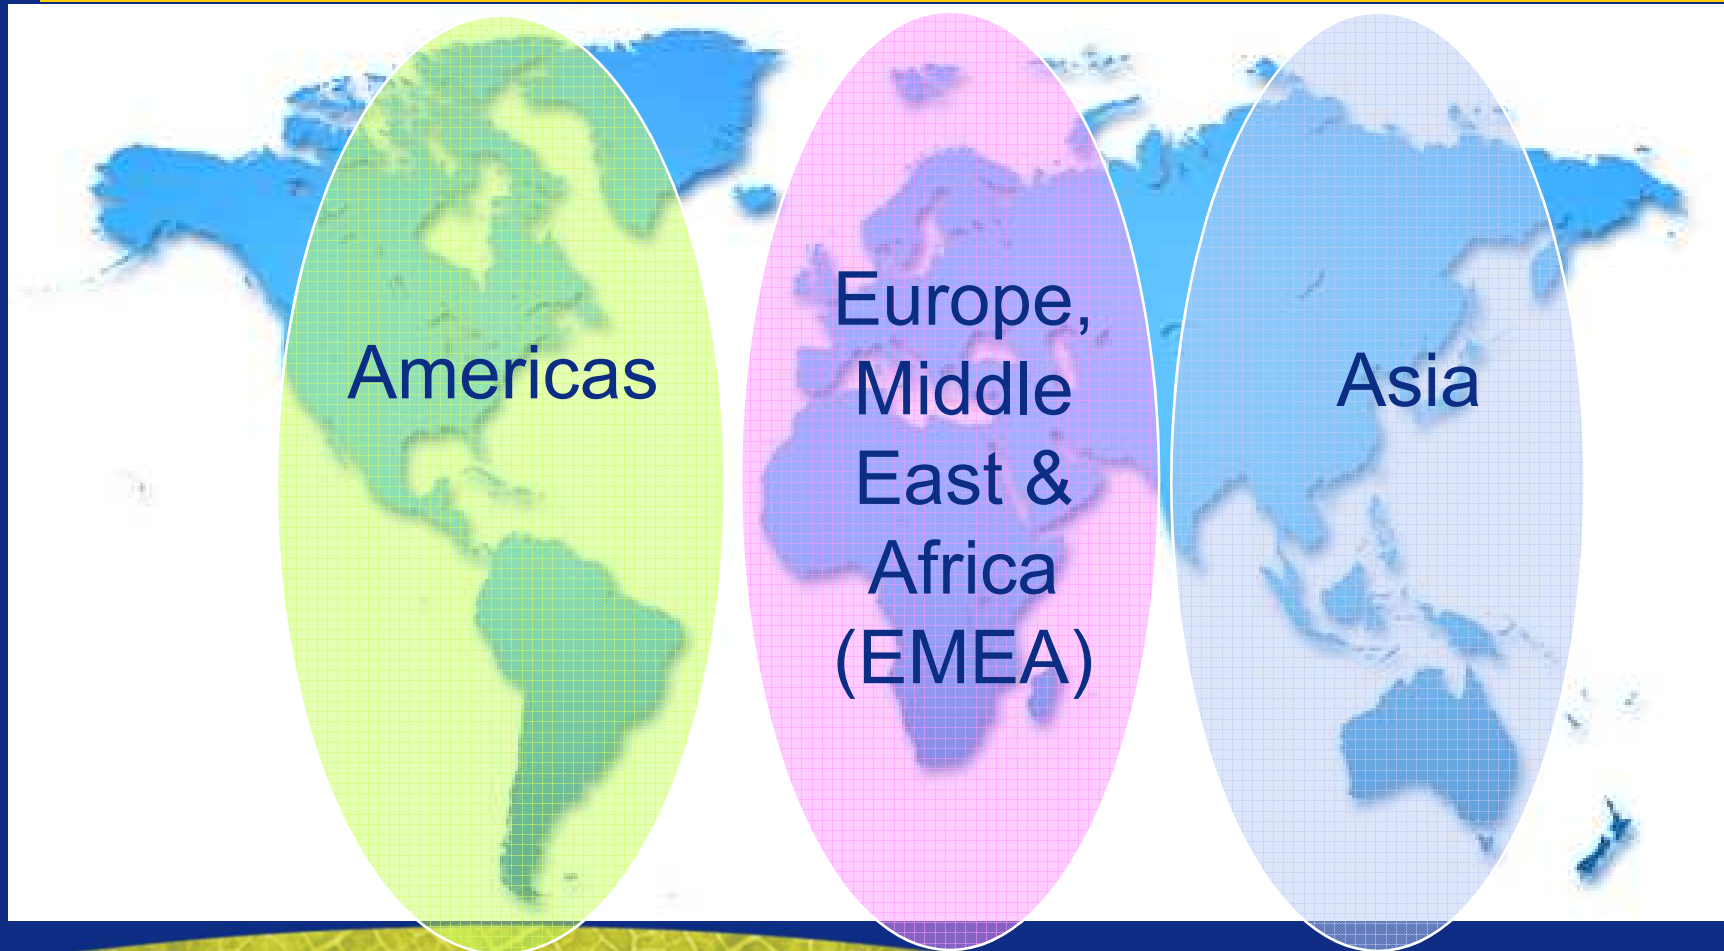 Americas
Europe,
Middle
East &
Africa
(EMEA)
Asia